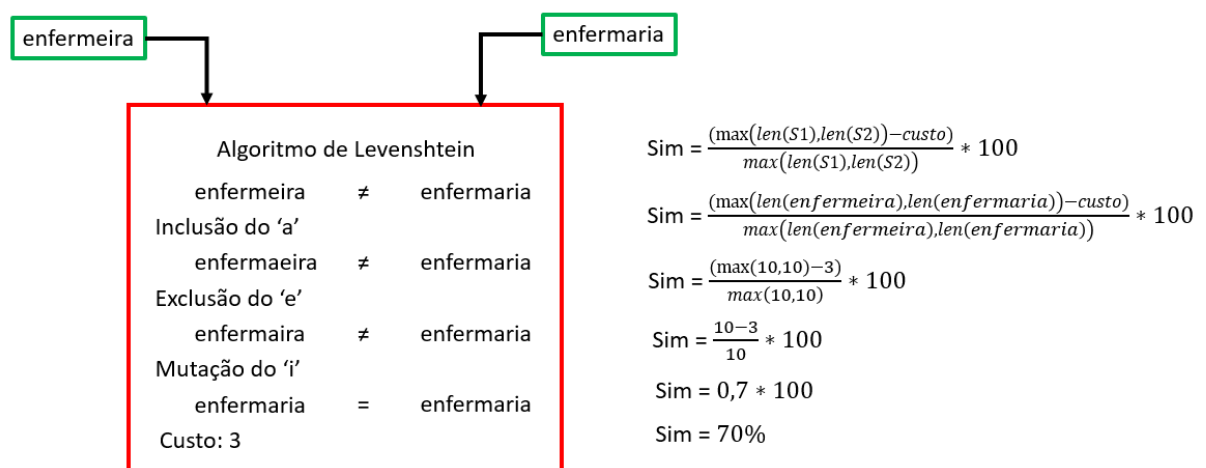 enfermeira
enfermaria
Algoritmo de Levenshtein
enfermeira ≠ enfermaria
Inclusão do ‘a’
enfermaeira ≠ enfermaria
Exclusão do ‘e’
enfermaira ≠ enfermaria
Mutação do ‘i’
enfermaria = enfermaria
Custo: 3
Sim = (max(len(S1),len(S2))−custo) / max(len(S1),len(S2)) ∗ 100
Sim = (max(len(enfermeira),len(enfermaria))−custo) / max(len(enfermeira),len(enfermaria)) ∗ 100
Sim = (max(10,10)−3) / max(10,10) ∗ 100
Sim = 10−3 / 10 ∗ 100
Sim = 0,7 ∗ 100
Sim = 70%